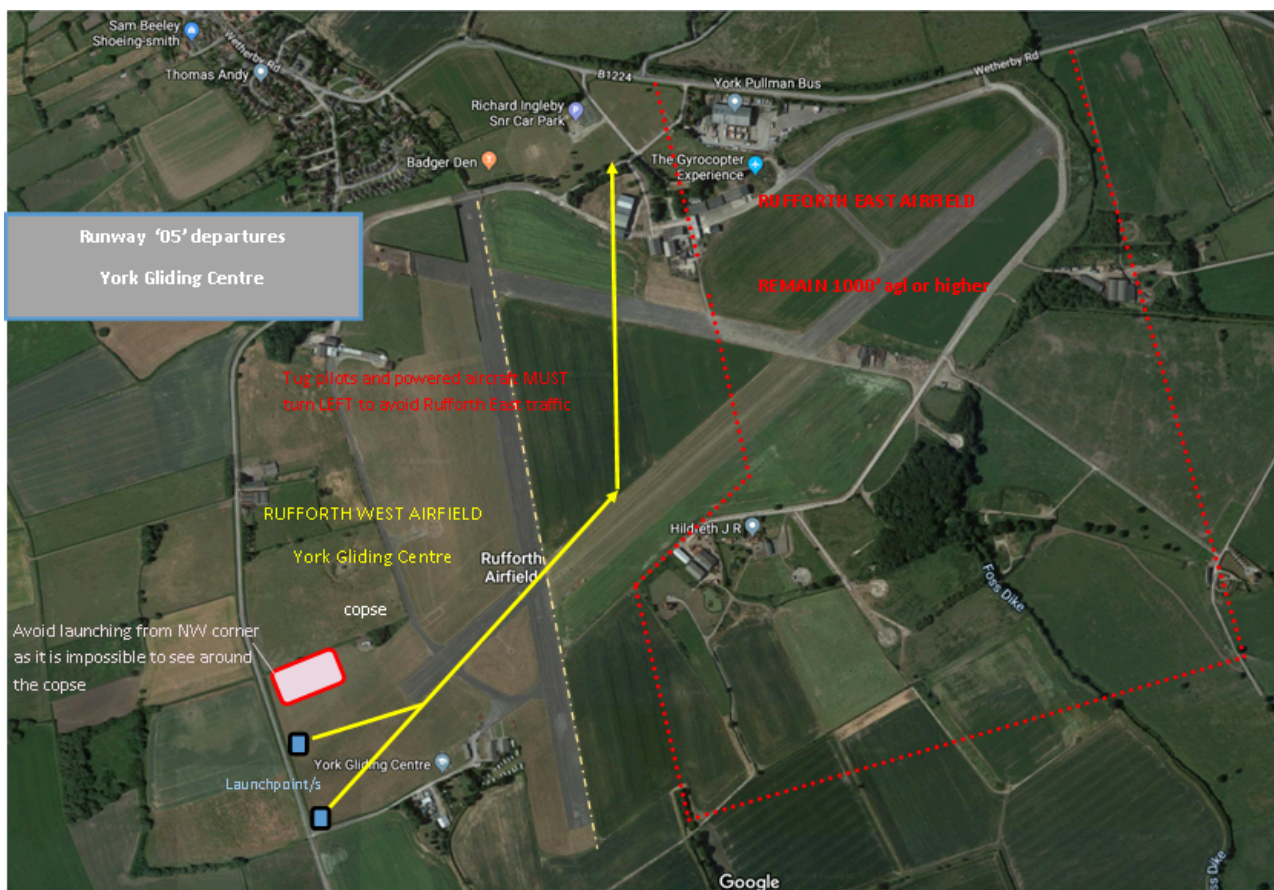 Sam Beeley
Shoeing-smith
Wetherby Rd
Thomas Andy
B1224
Wetherby Rd
York Pullman Bus
Richard Ingleby
Snr Car Park
Badger Den
The Gyrocopter
Experience
RUFFORTH EAST AIRFIELD
Runway '05' departures
York Gliding Centre
REMAIN 1000' agl or higher
Tug pilots and powered aircraft MUST
turn LEFT to avoid Rufforth East traffic
RUFFORTH WEST AIRFIELD
York Gliding Centre
Hildreth J R
Rufforth
Airfield
Foss Dike
copse
Avoid launching from NW corner
as it is impossible to see around
the copse
York Gliding Centre
Launchpoint/s
Google
ss Dike